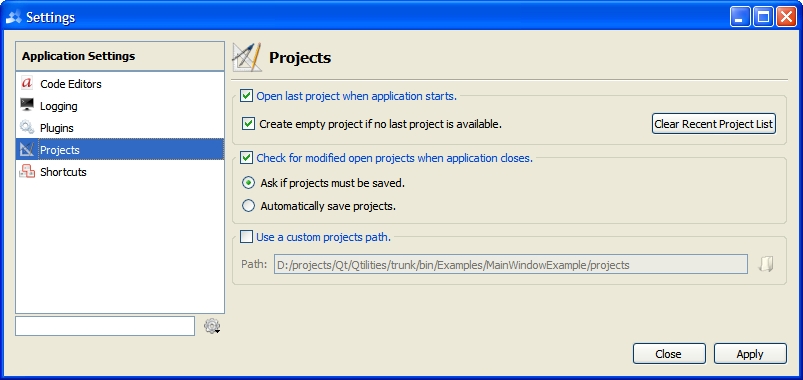 Settings
Application Settings
Code Editors
Logging
Plugins
Projects
Shortcuts
Projects
Open last project when application starts.
Create empty project if no last project is available.
Clear Recent Project List
Check for modified open projects when application closes.
Ask if projects must be saved.
Automatically save projects.
Use a custom projects path.
Path: D:/projects/Qt/Qtilities/trunk/bin/Examples/MainWindowExample/projects
Close
Apply